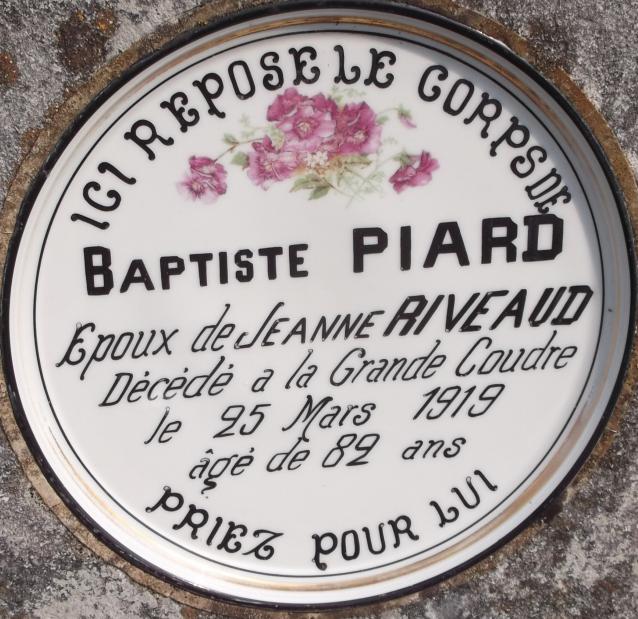 ICI REPOSE LE CORPS DE
BAPTISTE PIARD
Epoux de JEANNE RIVEAUD
Décédé a la Grande Coudre
le 25 Mars 1919
âgé de 82 ans
PRIEZ POUR LUI